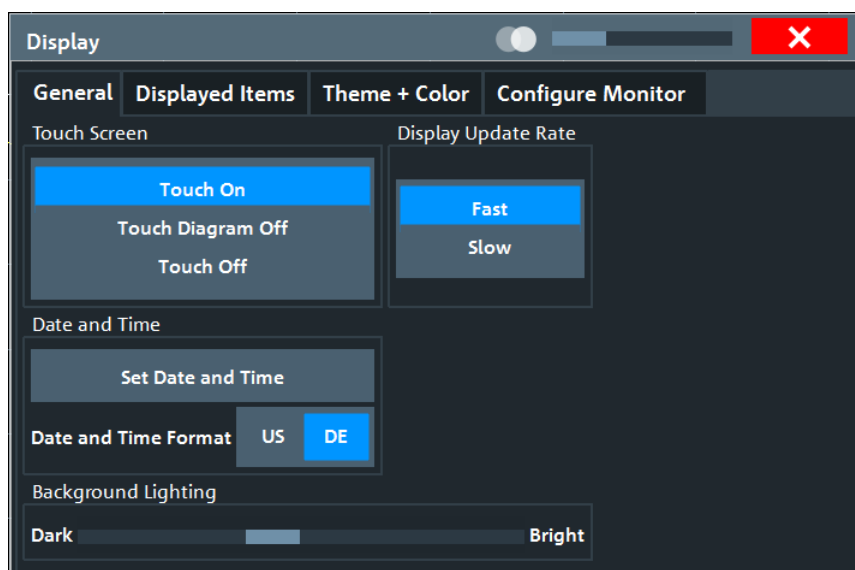 Display
General Displayed Items Theme + Color Configure Monitor
Touch Screen
Touch On
Touch Diagram Off
Touch Off
Display Update Rate
Fast
Slow
Date and Time
Set Date and Time
Date and Time Format US DE
Background Lighting
Dark Bright